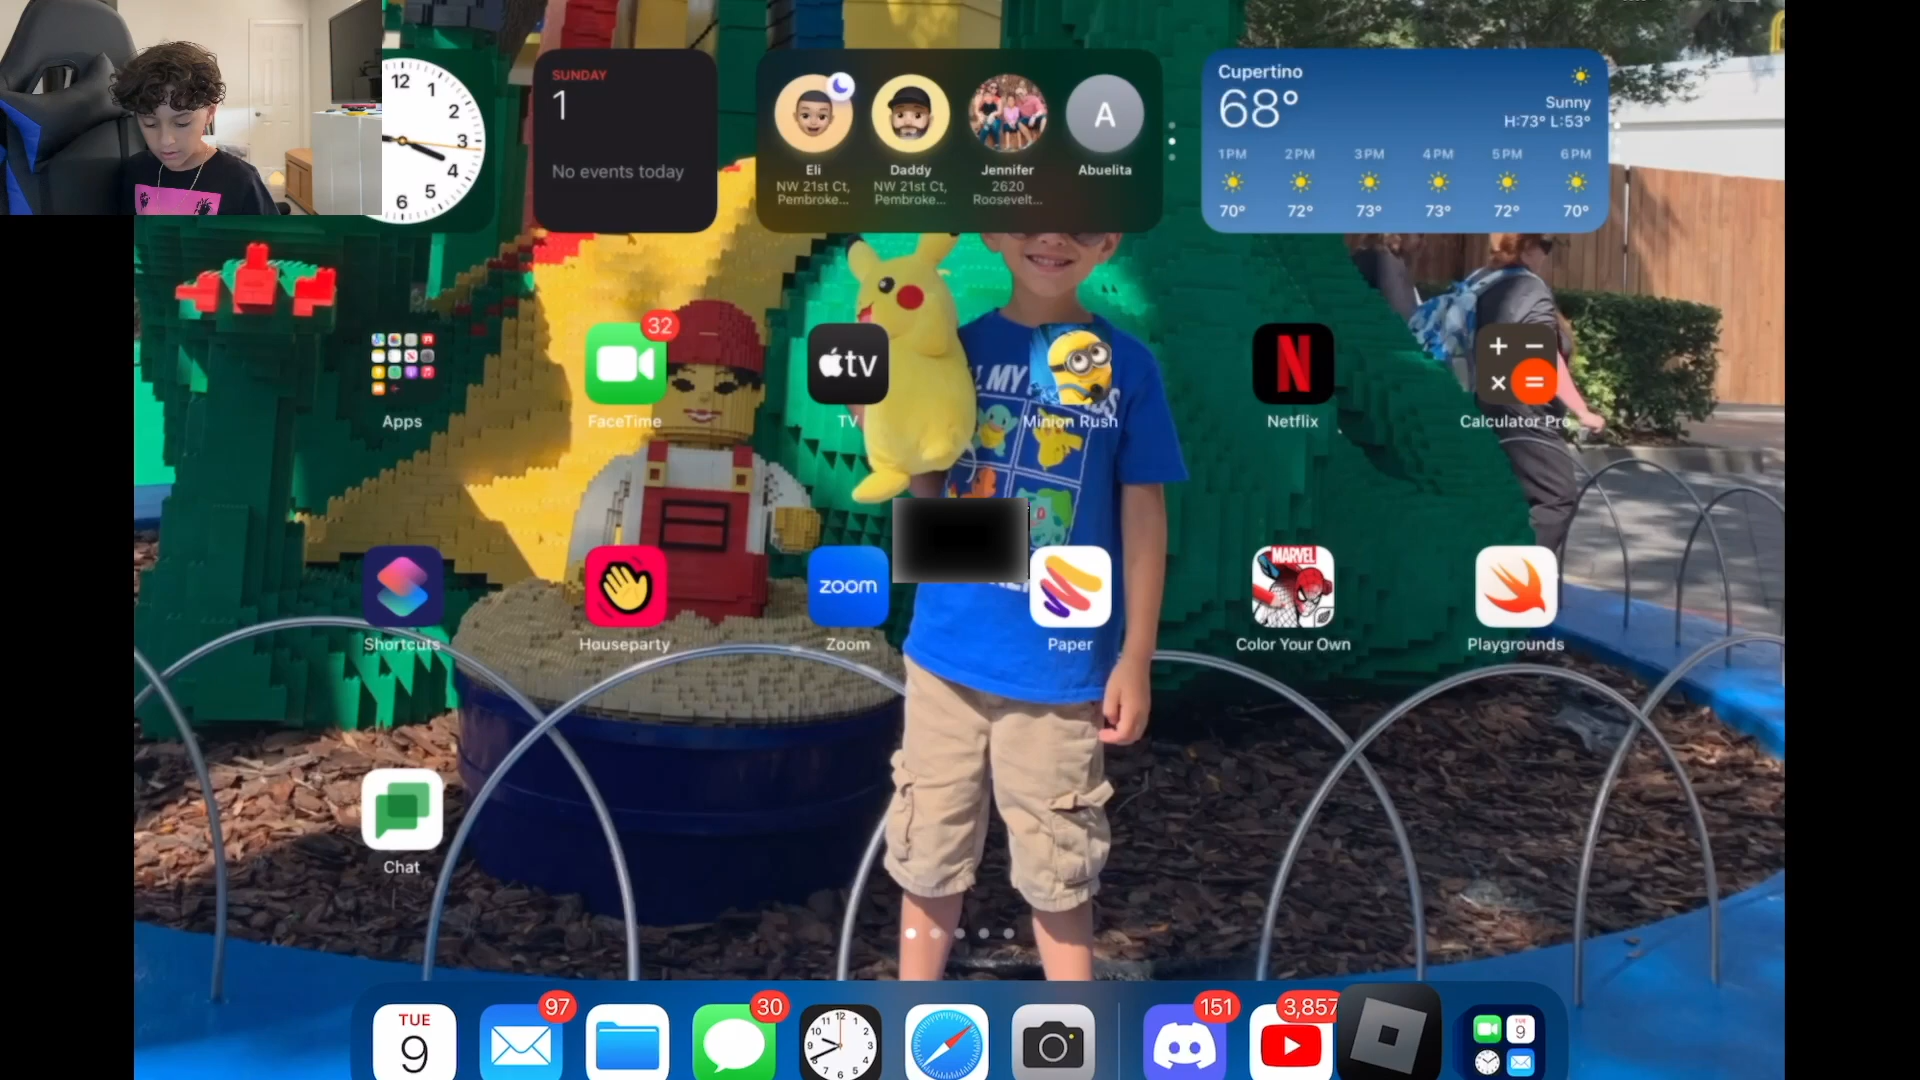 12
1
2
3
4
5
6
SUNDAY
1
No events today
Eli
NW 21st Ct,
Pembroke...
Daddy
NW 21st Ct,
Pembroke...
Jennifer
2620
Roosevelt...
A
Abuelita
Cupertino
68°
Sunny
H:73° L:53°
1PM 2PM 3PM 4PM 5PM 6PM
70° 72° 73° 73° 72° 70°
Apps
32
FaceTime
tv
TV
Minion Rush
N
Netflix
Calculator Pro
Shortcuts
Houseparty
zoom
Zoom
Paper
MARVEL
Color Your Own
Playgrounds
Chat
TUE
9
97
30
151
3,857
TUE
9